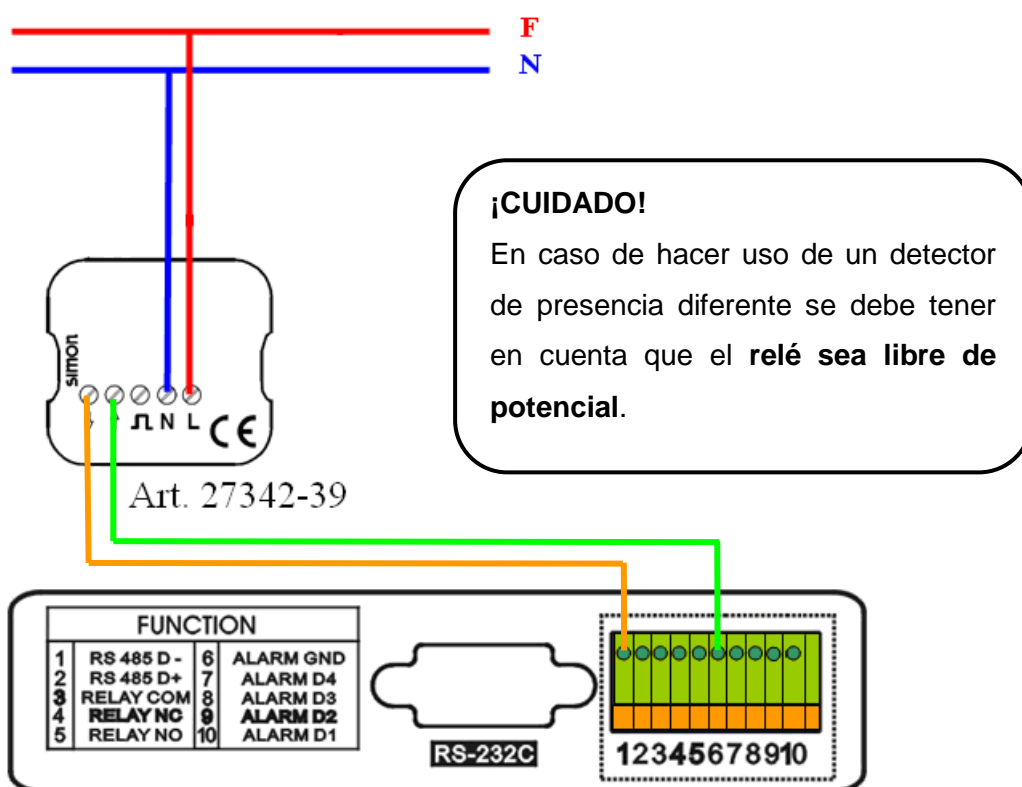 F
N
¡CUIDADO!
En caso de hacer uso de un detector
de presencia diferente se debe tener
en cuenta que el relé sea libre de
potencial.
simon
N L CE
Art. 27342-39
FUNCTION
1 RS 485 D - 6 ALARM GND
2 RS 485 D+ 7 ALARM D4
3 RELAY COM 8 ALARM D3
4 RELAY NC 9 ALARM D2
5 RELAY NO 10 ALARM D1
RS-232C
12345678910